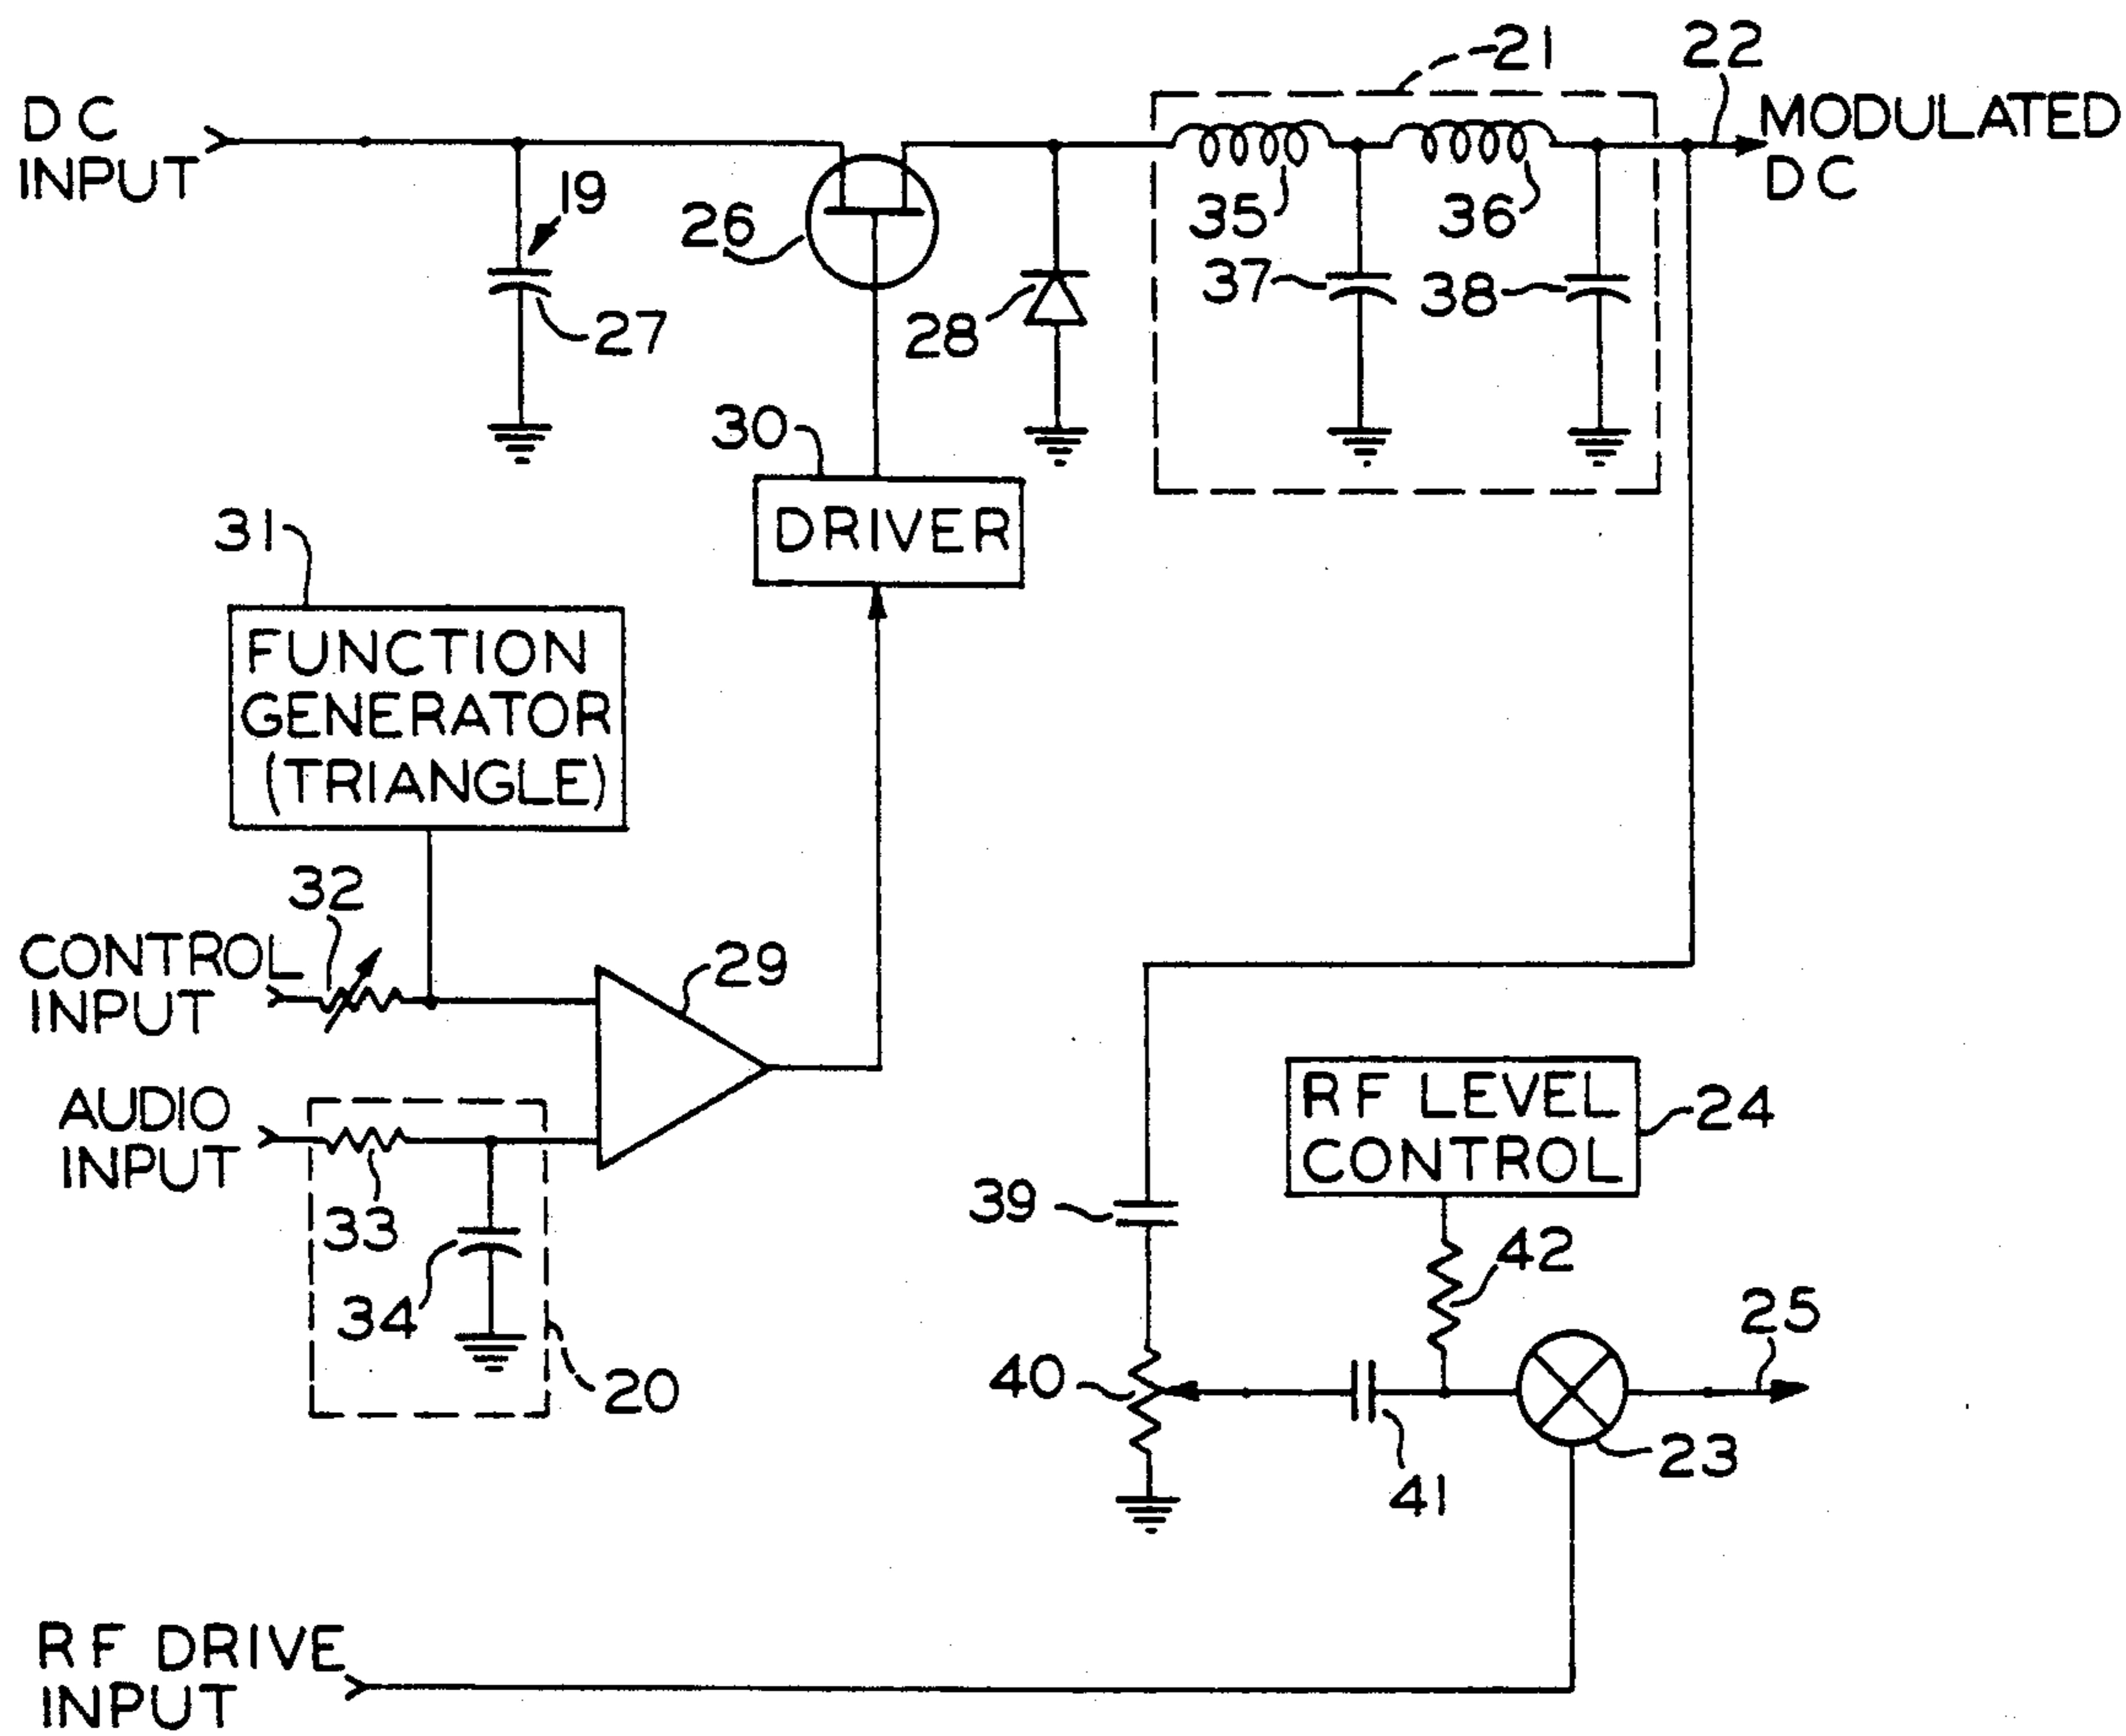 21
22
DC
INPUT
MODULATED
DC
19
26
35
36
37
38
27
28
30
DRIVER
31
FUNCTION
GENERATOR
(TRIANGLE)
32
CONTROL
INPUT
29
AUDIO
INPUT
RF LEVEL
CONTROL
24
33
39
42
34
25
20
40
23
41
RF DRIVE
INPUT